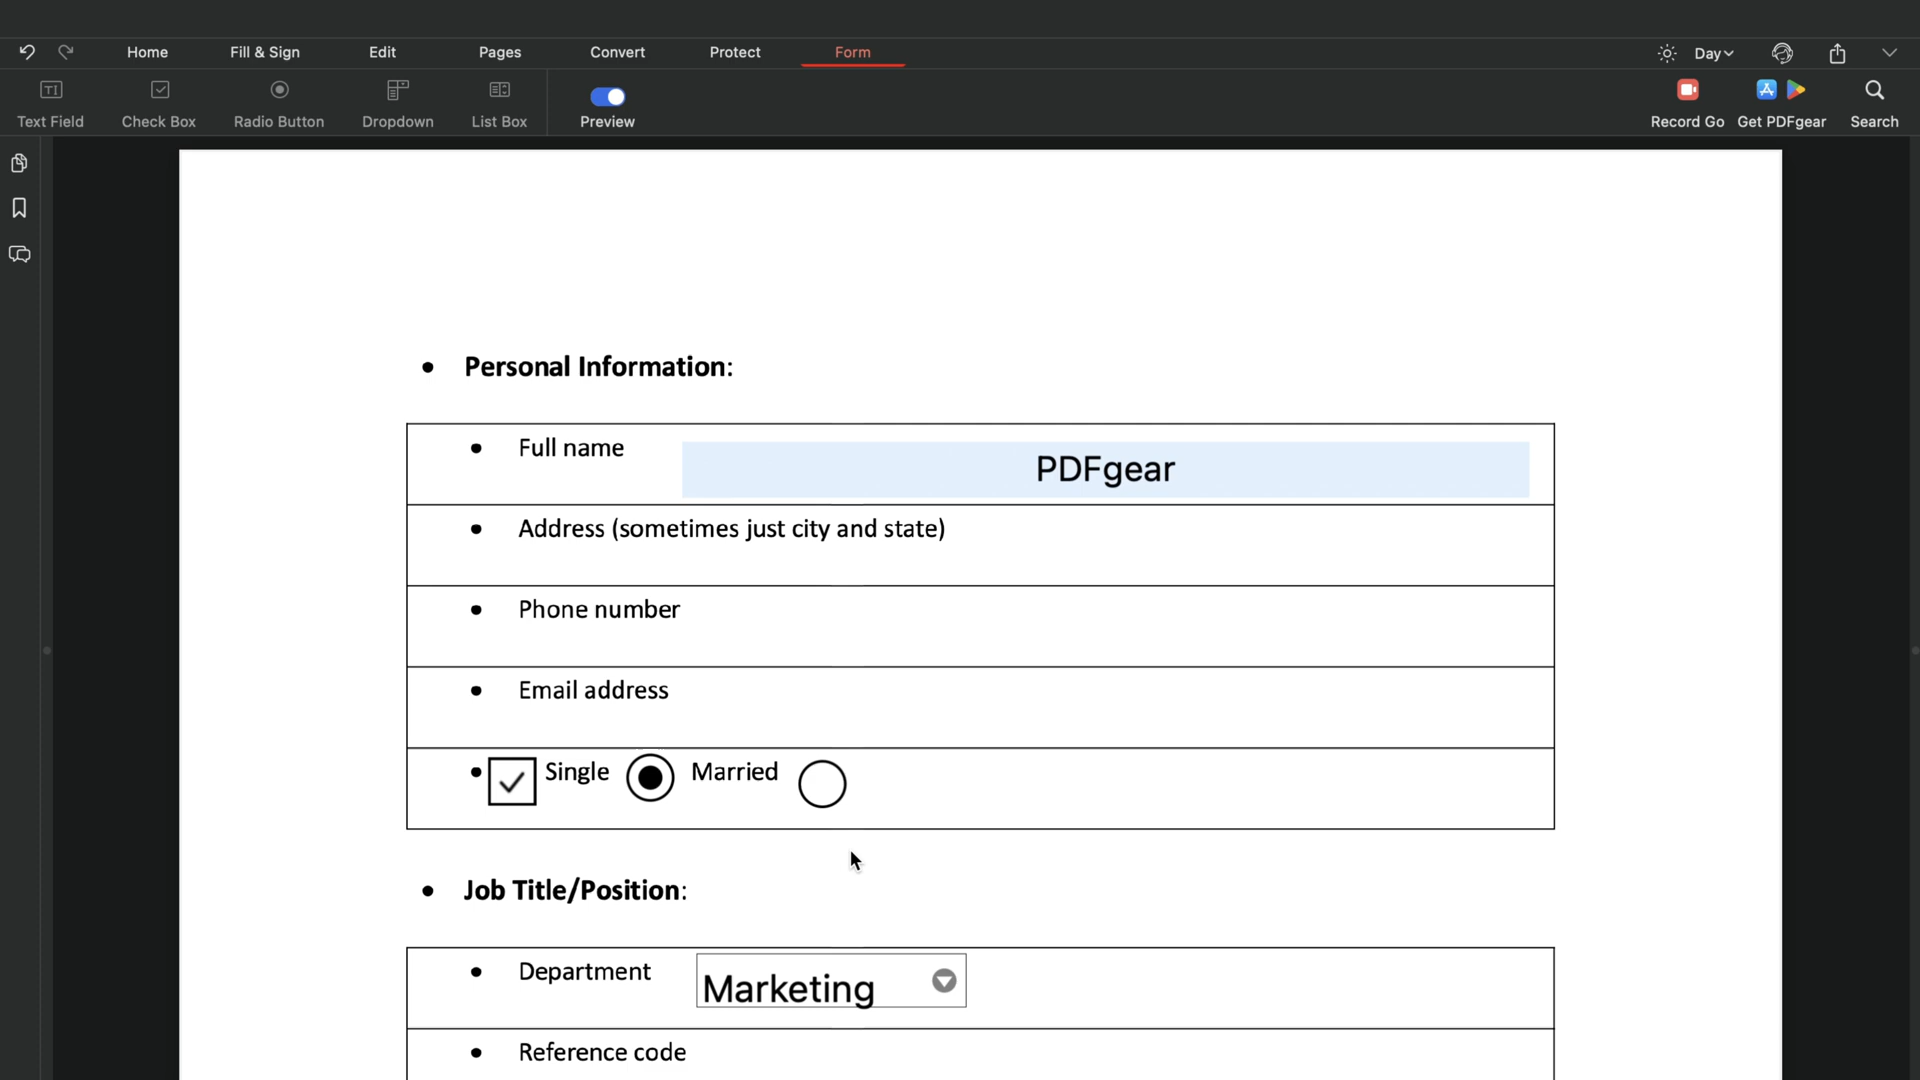 Home Fill & Sign Edit Pages Convert Protect Form Day
Text Field Check Box Radio Button Dropdown List Box Preview Record Go Get PDFgear Search
• Personal Information:
• Full name PDFgear
• Address (sometimes just city and state)
• Phone number
• Email address
• Single Married
• Job Title/Position:
• Department Marketing
• Reference code